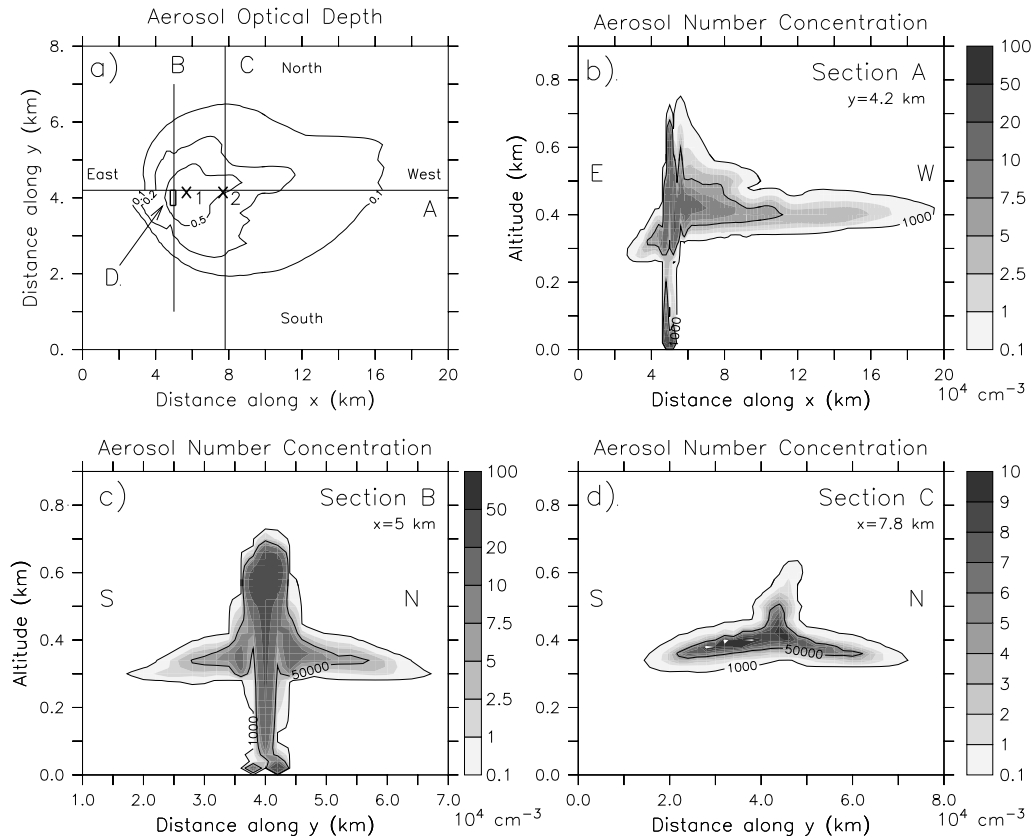 Aerosol Optical Depth
a)
B
C
North
East
West
A
South
D.
1
2
0.1
0.2
0.5
0.1
8.
6.
4.
2.
0.
Distance along y (km)
0 4 8 12 16 20
Distance along x (km)
Aerosol Number Concentration
b).
Section A
y=4.2 km
E
W
1000
1000
0.8
0.6
0.4
0.2
0.0
Altitude (km)
0 4 8 12 16 20
Distance along x (km)
100
50
20
10
7.5
5
2.5
1
0.1
10⁴ cm⁻³
Aerosol Number Concentration
c)
Section B
x=5 km
S
N
50000
1000
0.8
0.6
0.4
0.2
0.0
Altitude (km)
1.0 2.0 3.0 4.0 5.0 6.0 7.0
Distance along y (km)
100
50
20
10
7.5
5
2.5
1
0.1
10⁴ cm⁻³
Aerosol Number Concentration
d).
Section C
x=7.8 km
S
N
1000
50000
0.8
0.6
0.4
0.2
0.0
0.0 2.0 4.0 6.0 8.0
Distance along y (km)
10
9
8
7
6
5
4
3
2
1
0.1
10⁴ cm⁻³